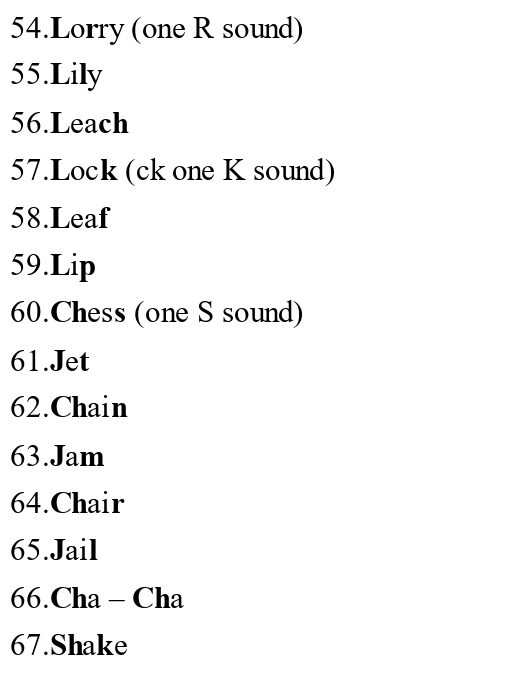 54.Lorry (one R sound)
55.Lily
56.Leach
57.Lock (ck one K sound)
58.Leaf
59.Lip
60.Chess (one S sound)
61.Jet
62.Chain
63.Jam
64.Chair
65.Jail
66.Cha – Cha
67.Shake